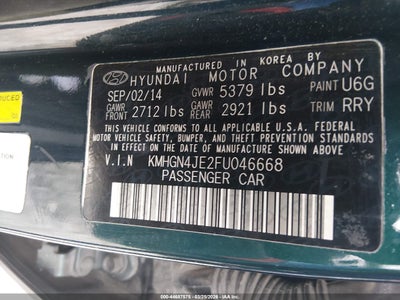 MANUFACTURED IN KOREA BY
HYUNDAI MOTOR COMPANY
SEP/02/14 GVWR 5379 lbs PAINT U6G
GAWR FRT 2712 lbs GAWR RR 2921 lbs TRIM RRY
THIS VEHICLE CONFORMS TO ALL APPLICABLE U.S. FEDERAL
MOTOR VEHICLE SAFETY, BUMPER, AND THEFT PREVENTION STANDARDS
IN EFFECT ON THE DATE OF MANUFACTURE SHOWN ABOVE.
V.I.N KMHGN4JE2FU046668
PASSENGER CAR